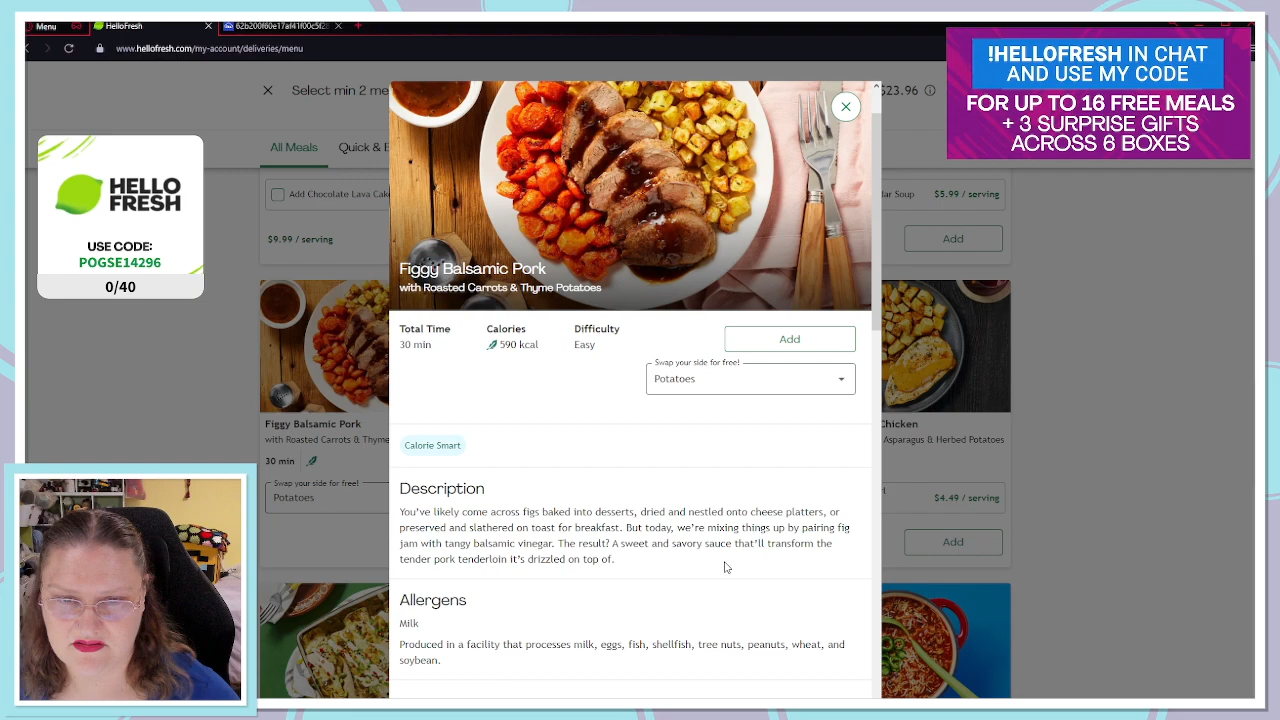 Menu
HelloFresh
62b200f60e17af41f00c5f2
www.hellofresh.com/my-account/deliveries/menu
!HELLOFRESH IN CHAT
AND USE MY CODE
FOR UP TO 16 FREE MEALS
+ 3 SURPRISE GIFTS
ACROSS 6 BOXES
Select min 2 me
$23.96
All Meals
Quick & E
HELLO
FRESH
USE CODE:
POGSE14296
0/40
Add Chocolate Lava Cak
$9.99 / serving
dar Soup
$5.99 / serving
Add
Figgy Balsamic Pork
with Roasted Carrots & Thyme Potatoes
Total Time
Calories
Difficulty
30 min
590 kcal
Easy
Add
Swap your side for free!
Potatoes
Calorie Smart
Description
You've likely come across figs baked into desserts, dried and nestled onto cheese platters, or
preserved and slathered on toast for breakfast. But today, we're mixing things up by pairing fig
jam with tangy balsamic vinegar. The result? A sweet and savory sauce that'll transform the
tender pork tenderloin it's drizzled on top of.
Allergens
Milk
Produced in a facility that processes milk, eggs, fish, shellfish, tree nuts, peanuts, wheat, and
soybean.
Figgy Balsamic Pork
with Roasted Carrots & Thyme
30 min
Swap your side for free!
Potatoes
Chicken
Asparagus & Herbed Potatoes
$4.49 / serving
Add